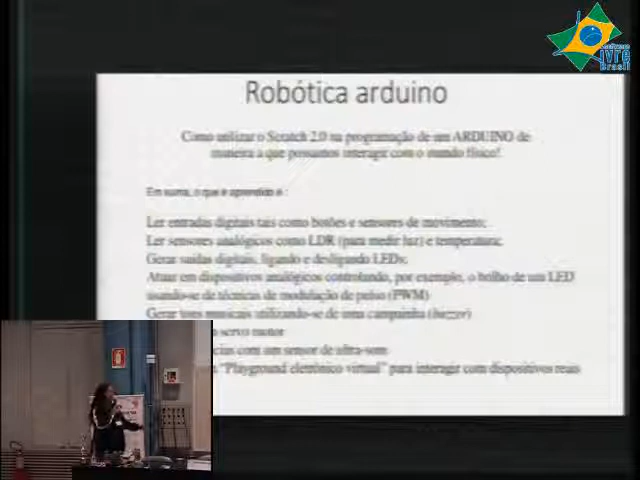 Software
livre
Brasil
Robótica arduino
Como utilizar o Scratch 2.0 na programação de um ARDUINO de
maneira a que possamos interagir com o mundo físico!
Em suma, o que é aprendido é :
Ler entradas digitais tais como botões e sensores de movimento;
Ler sensores analógicos como LDR (para medir luz) e temperatura;
Gerar saídas digitais, ligando e desligando LEDs;
Atuar em dispositivos analógicos controlando, por exemplo, o brilho de um LED
usando-se de técnicas de modulação de pulso (PWM)
Gerar tons musicais utilizando-se de uma campainha (buzzer)
servo motor
com um sensor de ultra-som
"Playground eletrônico virtual" para interagir com dispositivos reais